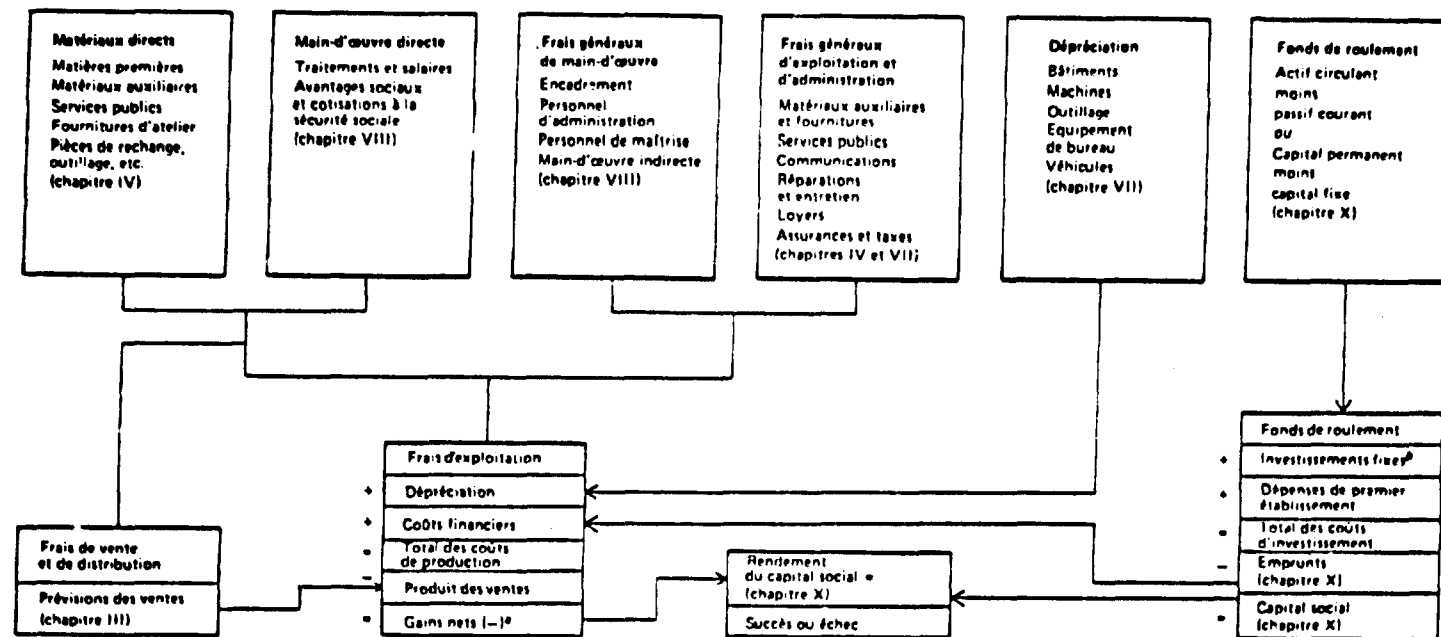 Matériaux directs
Matières premières
Matériaux auxiliaires
Services publics
Fournitures d'atelier
Pièces de rechange,
outillage, etc.
(chapitre IV)
Main-d'œuvre directe
Traitements et salaires
Avantages sociaux
et cotisations à la
sécurité sociale
(chapitre VIII)
Frais généraux
de main-d'œuvre
Encadrement
Personnel
d'administration
Personnel de maîtrise
Main-d'œuvre indirecte
(chapitre VIII)
Frais généraux
d'exploitation et
d'administration
Matériaux auxiliaires
et fournitures
Services publics
Communications
Réparations
et entretien
Loyers
Assurances et taxes
(chapitres IV et VII)
Dépréciation
Bâtiments
Machines
Outillage
Equipement
de bureau
Véhicules
(chapitre VII)
Fonds de roulement
Actif circulant
moins
passif courant
ou
Capital permanent
moins
capital fixe
(chapitre X)
Frais de vente
et de distribution
Prévisions des ventes
(chapitre III)
Frais d'exploitation
+ Dépréciation
+ Coûts financiers
= Total des coûts
de production
− Produit des ventes
= Gains nets (−)ª
Rendement
du capital social =
(chapitre X)
Succès ou échec
Fonds de roulement
+ Investissements fixesᵇ
+ Dépenses de premier
établissement
= Total des coûts
d'investissement
− Emprunts
(chapitre X)
= Capital social
(chapitre X)